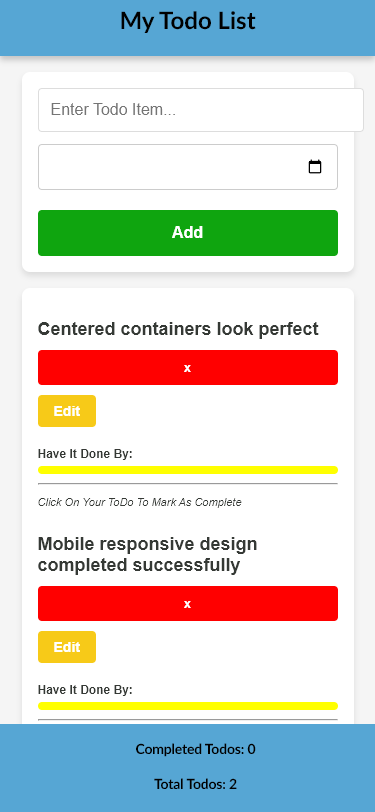 My Todo List
Enter Todo Item...
Add
Centered containers look perfect
x
Edit
Have It Done By:
Click On Your ToDo To Mark As Complete
Mobile responsive design
completed successfully
x
Edit
Have It Done By:
Completed Todos: 0
Total Todos: 2